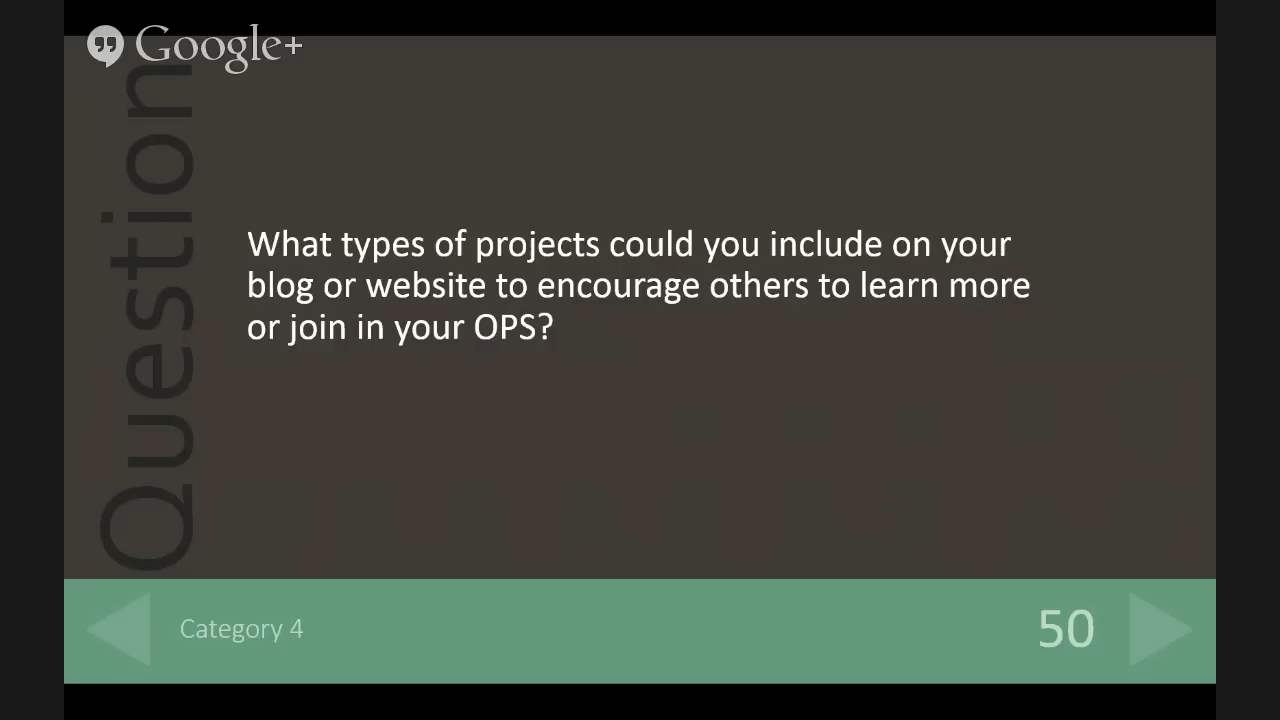 Google+
Question
What types of projects could you include on your
blog or website to encourage others to learn more
or join in your OPS?
Category 4
50